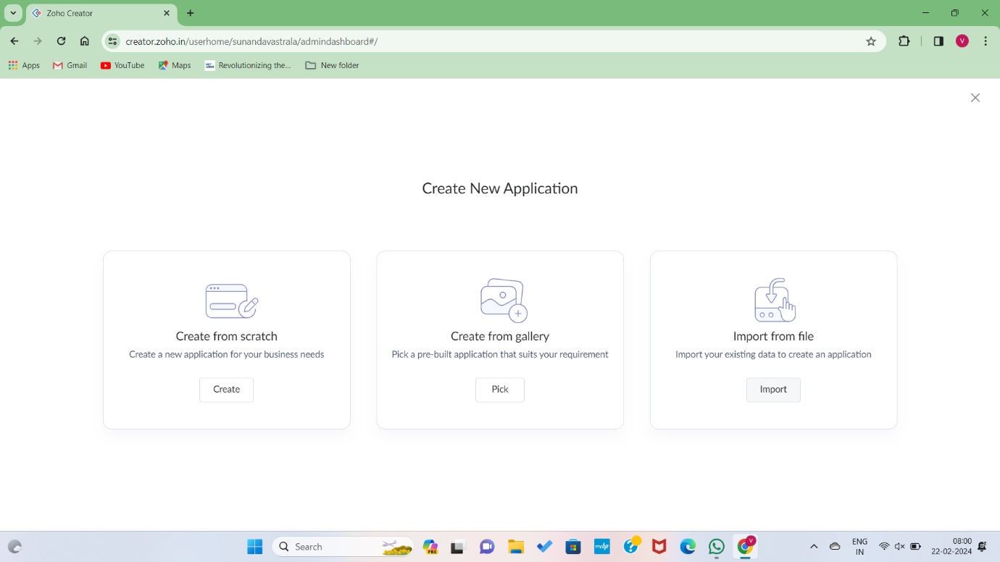 Zoho Creator
creator.zoho.in/userhome/sunandavastrala/admindashboard#/
V
Apps Gmail YouTube Maps Revolutionizing the... New folder
Create New Application
Create from scratch
Create a new application for your business needs
Create
Create from gallery
Pick a pre-built application that suits your requirement
Pick
Import from file
Import your existing data to create an application
Import
Search
PRE
myhp
V
ENG
IN
08:00
22-02-2024